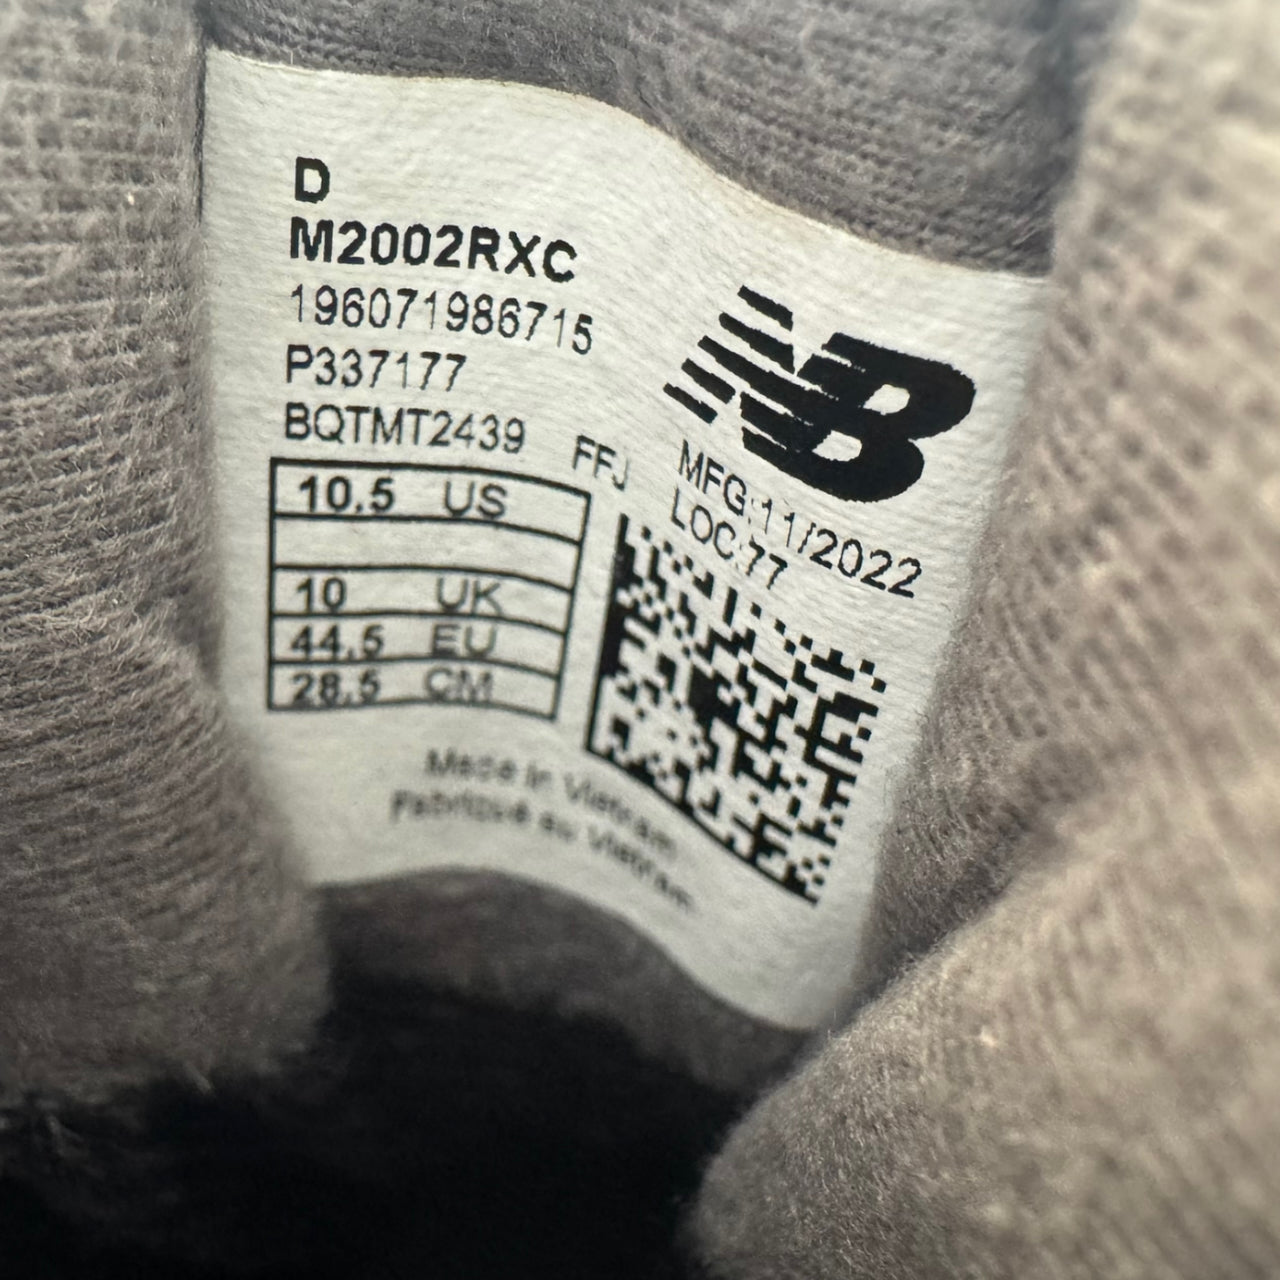 D
M2002RXC
196071986715
P337177
BQTMT2439
FFJ
NB
MFG:11/2022
LOC:77
10.5 US
10 UK
44.5 EU
28.5 CM
Made in Vietnam
Fabriqué au Vietnam